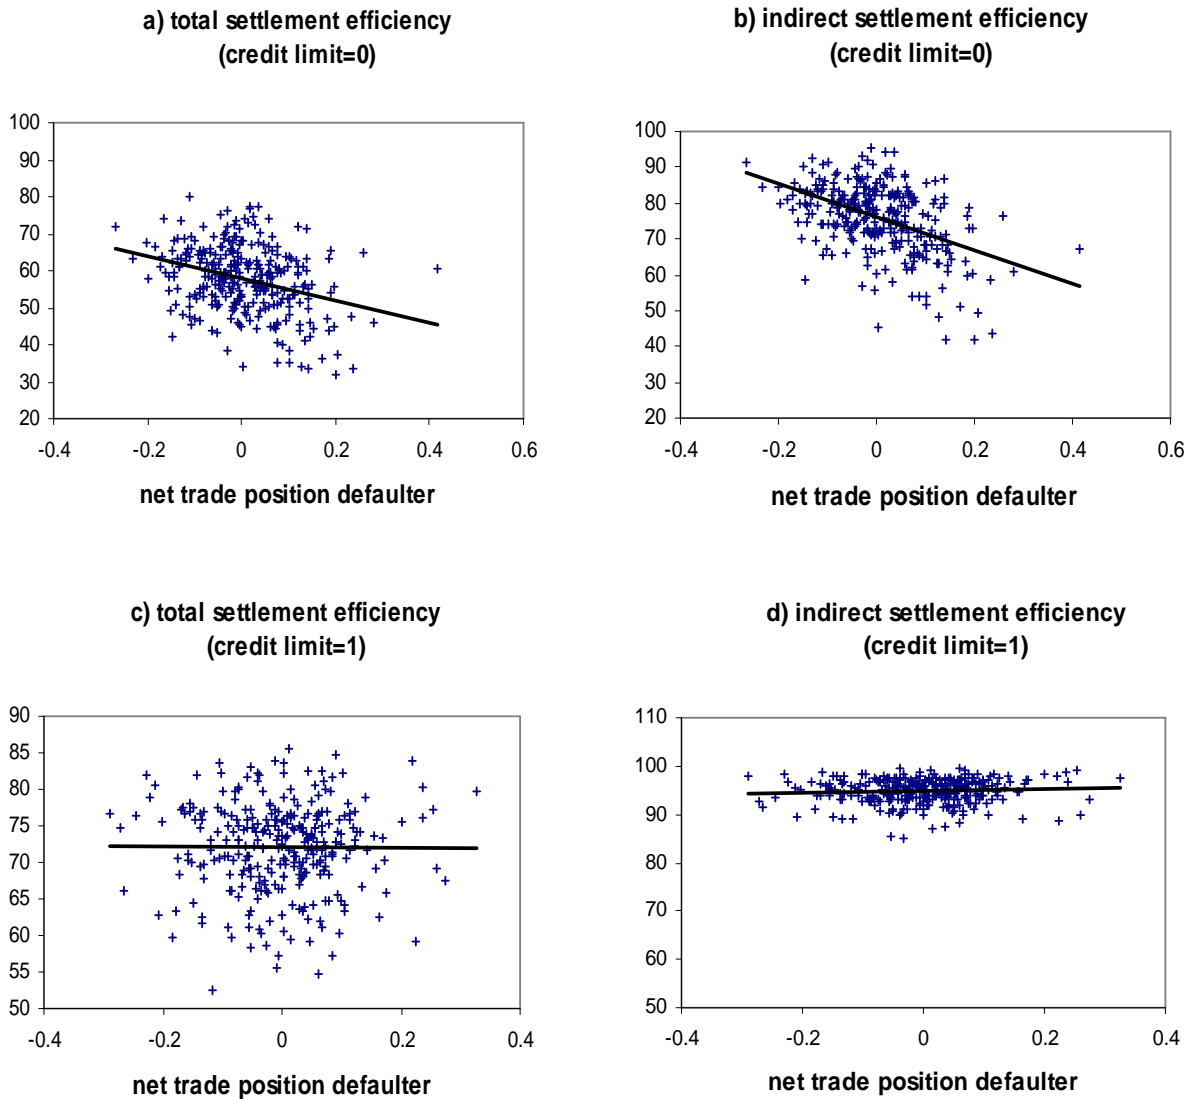 a) total settlement efficiency
(credit limit=0)
100
90
80
70
60
50
40
30
20
-0.4 -0.2 0 0.2 0.4 0.6
net trade position defaulter
b) indirect settlement efficiency
(credit limit=0)
100
90
80
70
60
50
40
30
20
-0.4 -0.2 0 0.2 0.4 0.6
net trade position defaulter
c) total settlement efficiency
(credit limit=1)
90
85
80
75
70
65
60
55
50
-0.4 -0.2 0 0.2 0.4
net trade position defaulter
d) indirect settlement efficiency
(credit limit=1)
110
100
90
80
70
60
50
-0.4 -0.2 0 0.2 0.4
net trade position defaulter